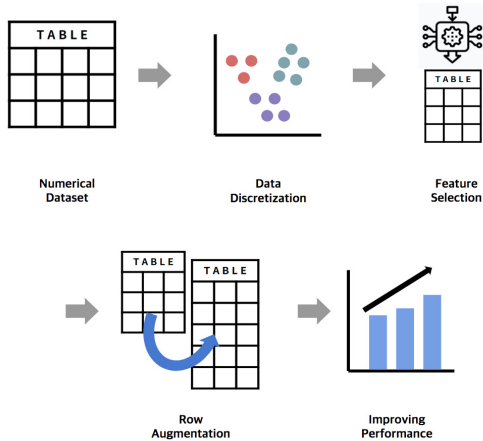 TABLE
TABLE
Numerical
Dataset
Data
Discretization
Feature
Selection
TABLE
TABLE
Row
Augmentation
Improving
Performance